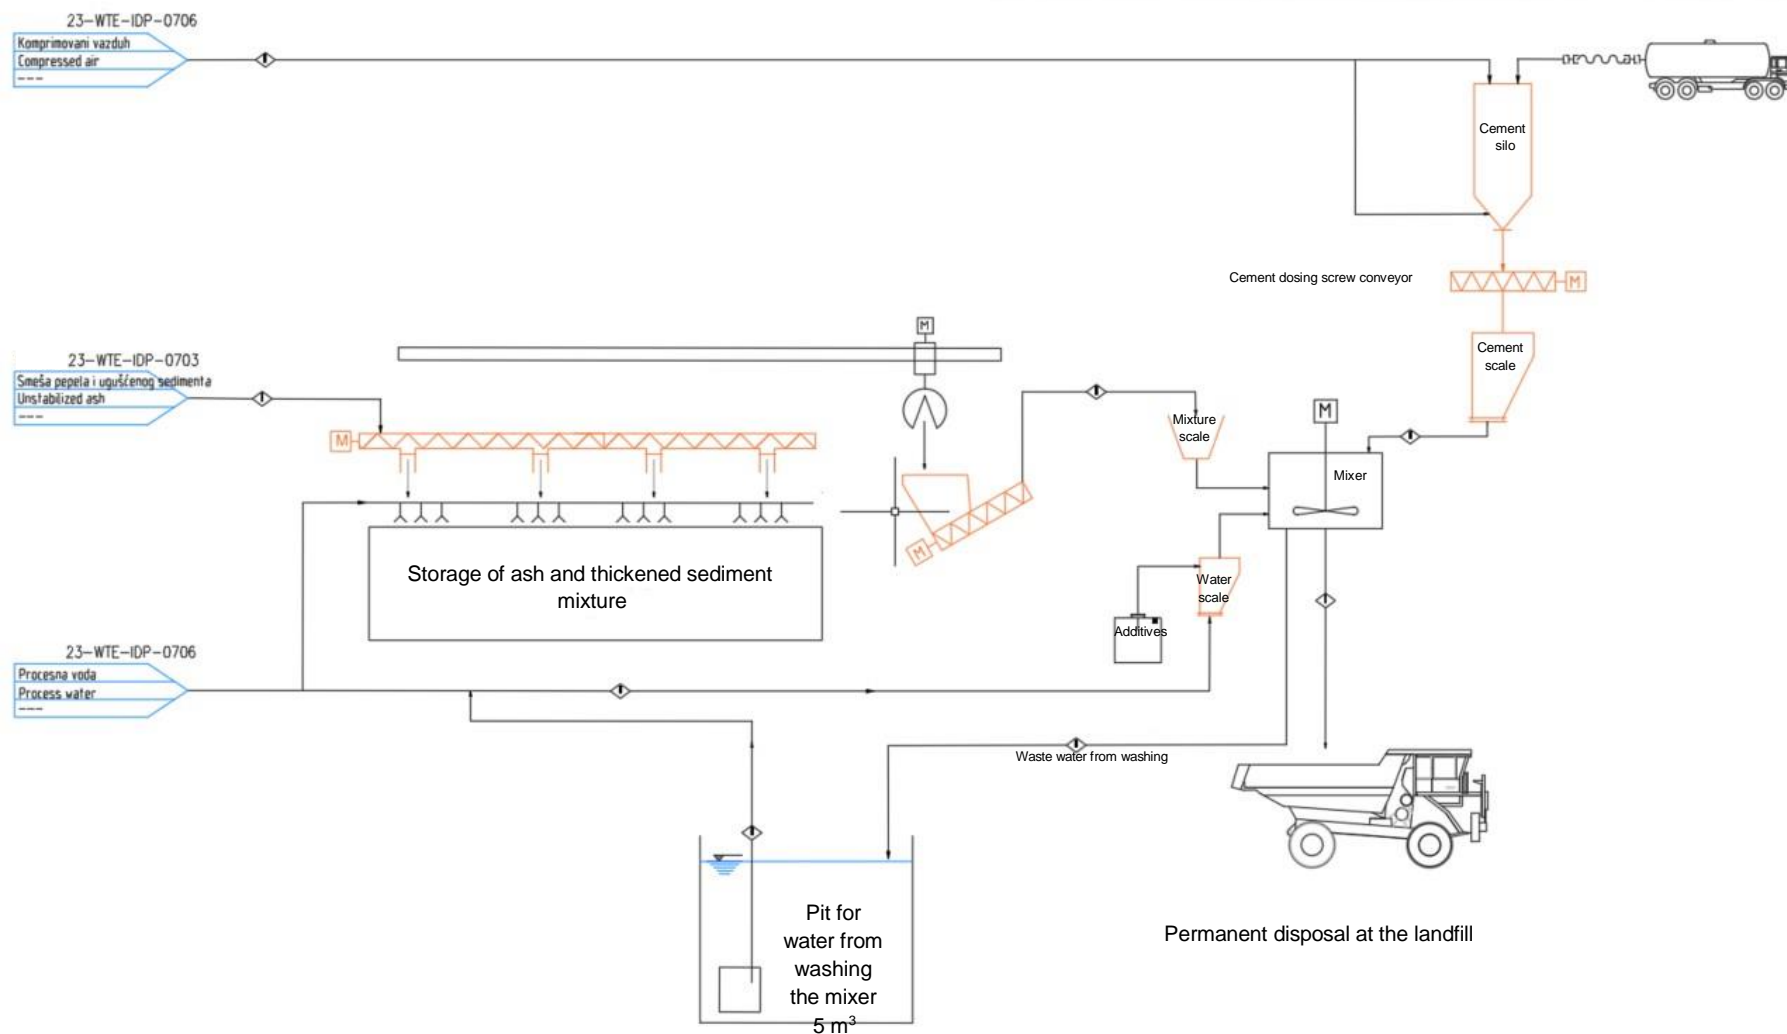 23-WTE-IDP-0706
Komprimovani vazduh
Compressed air
---
Cement
silo
Cement dosing screw conveyor
M
M
23-WTE-IDP-0703
Smeša pepela i ugušćenog sedimenta
Unstabilized ash
---
Cement
scale
M
Mixture
scale
M
Mixer
M
Storage of ash and thickened sediment
mixture
Water
scale
Additives
23-WTE-IDP-0706
Procesna voda
Process water
---
Waste water from washing
Pit for
water from
washing
the mixer
5 m³
Permanent disposal at the landfill